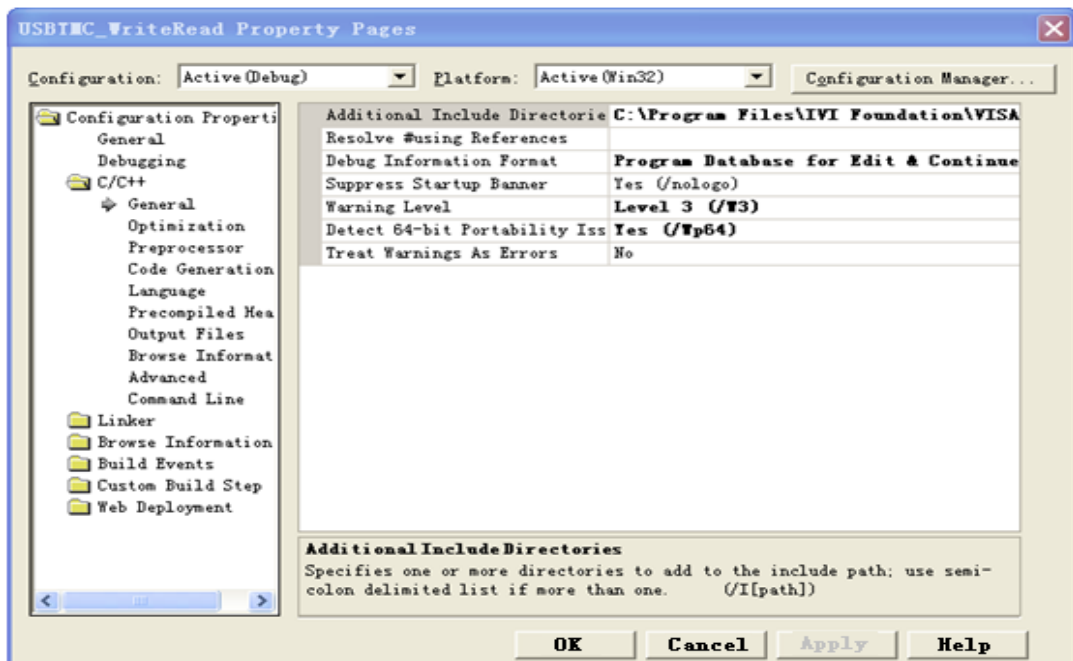 USBTMC_WriteRead Property Pages
Configuration: Active(Debug) Platform: Active(Win32) Configuration Manager...
Configuration Properti
General
Debugging
C/C++
General
Optimization
Preprocessor
Code Generation
Language
Precompiled Hea
Output Files
Browse Informat
Advanced
Command Line
Linker
Browse Information
Build Events
Custom Build Step
Web Deployment
Additional Include Directorie C:\Program Files\IVI Foundation\VISA
Resolve #using References
Debug Information Format Program Database for Edit & Continue
Suppress Startup Banner Yes (/nologo)
Warning Level Level 3 (/W3)
Detect 64-bit Portability Iss Yes (/Wp64)
Treat Warnings As Errors No
Additional Include Directories
Specifies one or more directories to add to the include path; use semi-
colon delimited list if more than one. (/I[path])
OK Cancel Apply Help